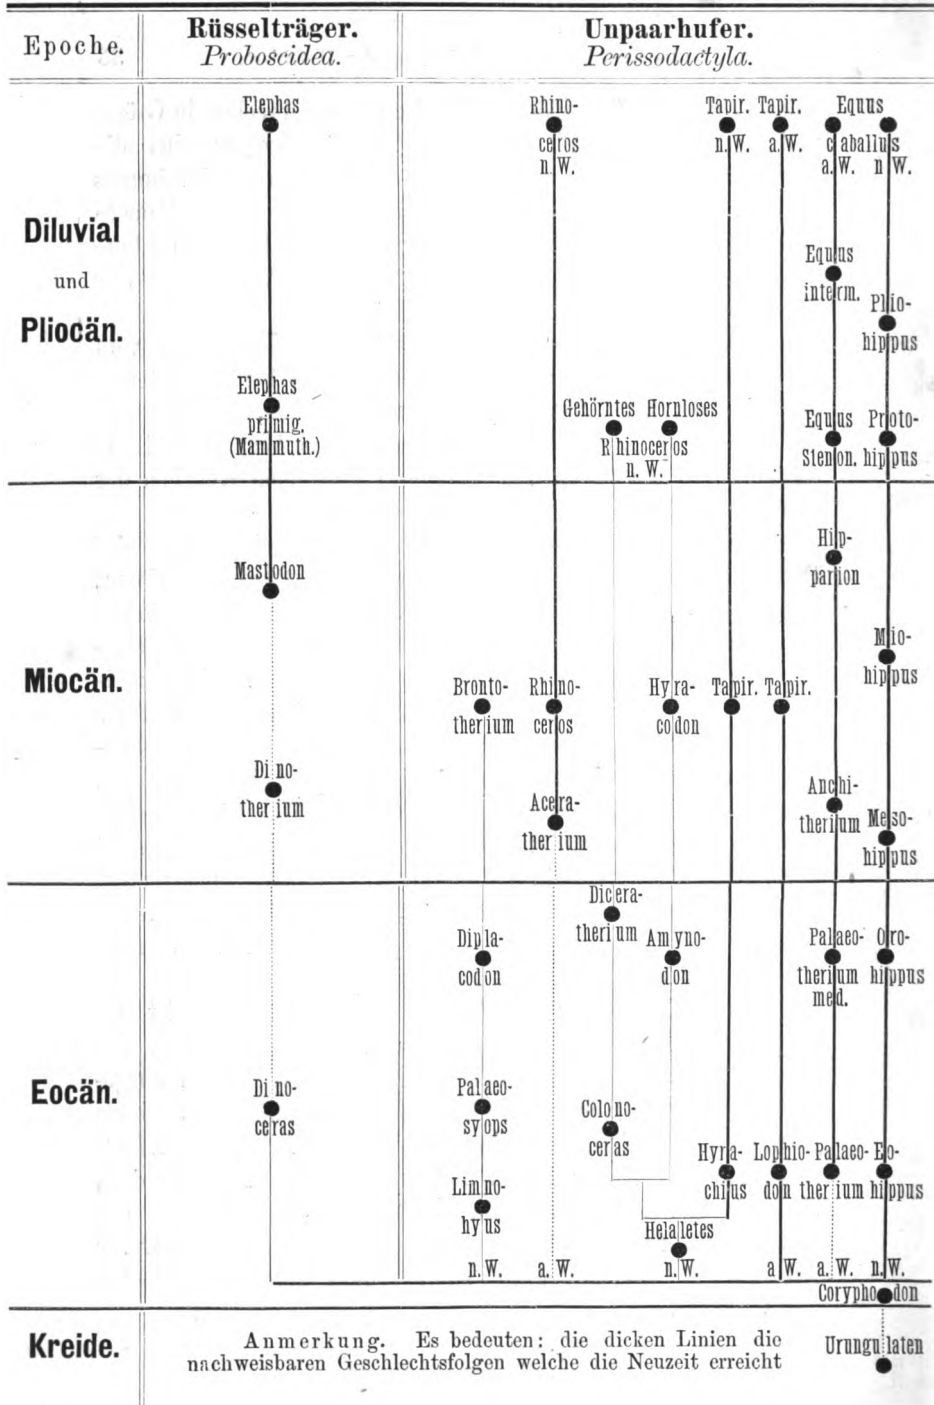 Epoche.
Rüsselträger.
Proboscidea.
Unpaarhufer.
Perissodactyla.
Elephas
Rhino-
ceros
n. W.
Tapir.
n. W.
Tapir.
a. W.
Equus
caballus
a. W. n. W.
Diluvial
und
Pliocän.
Equus
interm.
Plio-
hippus
Elephas
primig.
(Mammuth.)
Gehörntes Hornloses
Rhinoceros
n. W.
Equus
Stenon.
Proto-
hippus
Miocän.
Mastodon
Hip-
parion
Mio-
hippus
Bronto-
therium
Rhino-
ceros
Hyra-
codon
Tapir.
Tapir.
Dino-
therium
Acera-
therium
Anchi-
therium
Meso-
hippus
Eocän.
Dicera-
therium
Dipla-
codon
Amyno-
don
Palaeo-
therium
med.
Oro-
hippus
Dino-
ceras
Palaeo-
syops
Colono-
ceras
Hyra-
chius
Lophio-
don
Palaeo-
therium
Eo-
hippus
Limno-
hyus
Helaletes
n. W. a. W. n. W. a W. a. W. n. W.
Coryphodon
Kreide.
Anmerkung. Es bedeuten: die dicken Linien die
nachweisbaren Geschlechtsfolgen welche die Neuzeit erreicht
Urungulaten